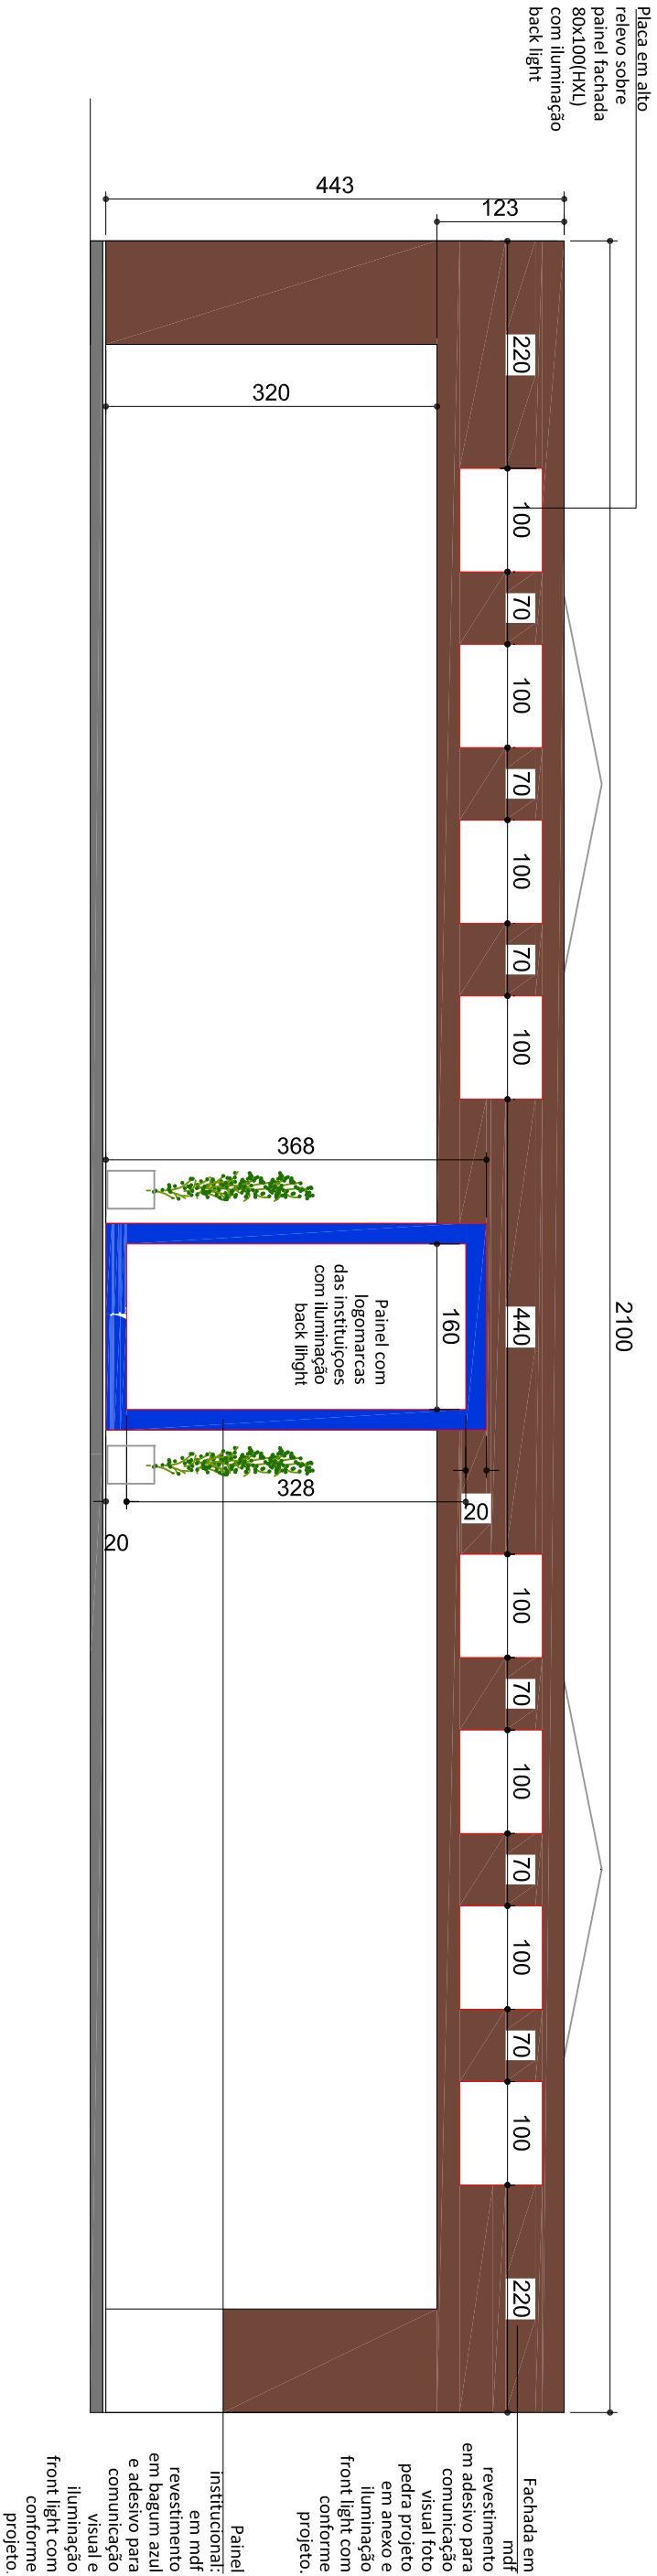 Placa em alto
relevo sobre
painel fachada
80x100(HXL)
com iluminação
back light
443
123
2100
220
100
70
100
70
100
70
100
440
100
70
100
70
100
70
100
220
320
368
160
20
328
20
Painel com
logomarcas
das instituiçoes
com iluminação
back lihght
Fachada em
mdf
revestimento
em adesivo para
comunicação
visual foto
pedra projeto
em anexo e
iluminação
front light com
conforme
projeto.
Painel
institucional:
em mdf
revestimento
em bagum azul
e adesivo para
comunicação
visual e
iluminação
front light com
conforme
projeto.